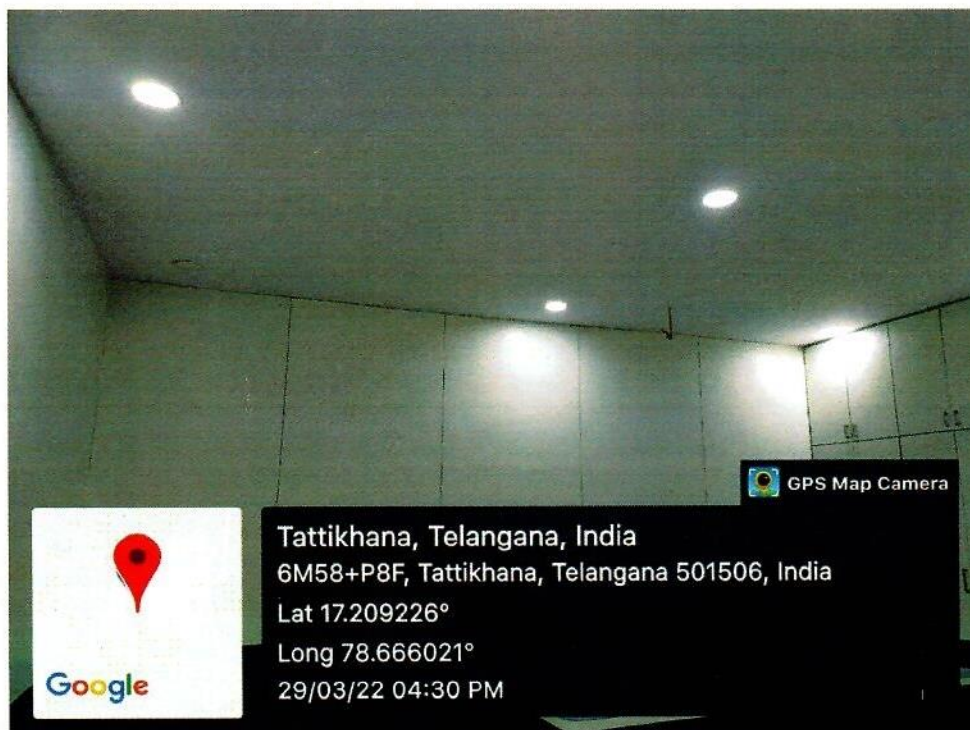 GPS Map Camera
Tattikhana, Telangana, India
6M58+P8F, Tattikhana, Telangana 501506, India
Lat 17.209226°
Long 78.666021°
29/03/22 04:30 PM
Google